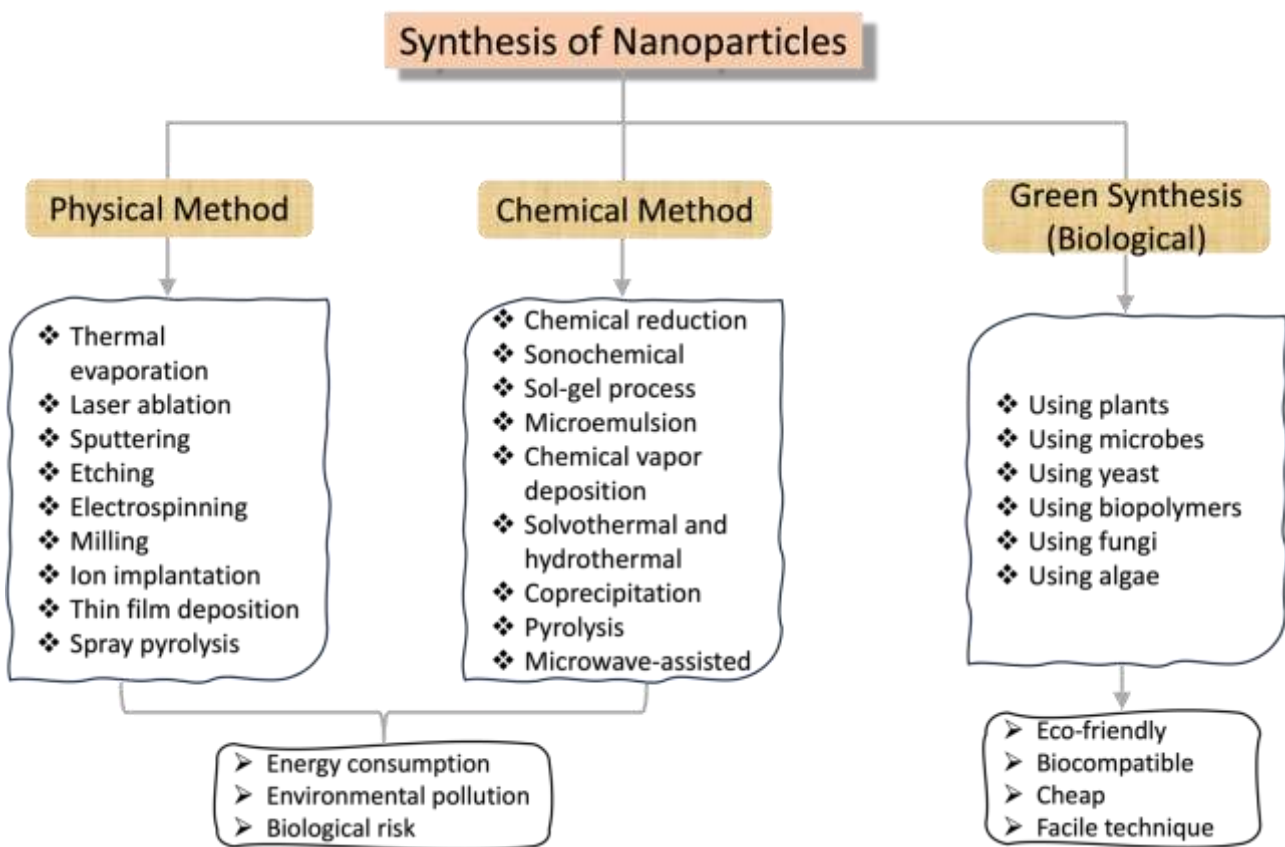 Synthesis of Nanoparticles
Physical Method
❖ Thermal
evaporation
❖ Laser ablation
❖ Sputtering
❖ Etching
❖ Electrospinning
❖ Milling
❖ Ion implantation
❖ Thin film deposition
❖ Spray pyrolysis
Chemical Method
❖ Chemical reduction
❖ Sonochemical
❖ Sol-gel process
❖ Microemulsion
❖ Chemical vapor
deposition
❖ Solvothermal and
hydrothermal
❖ Coprecipitation
❖ Pyrolysis
❖ Microwave-assisted
➢ Energy consumption
➢ Environmental pollution
➢ Biological risk
Green Synthesis
(Biological)
❖ Using plants
❖ Using microbes
❖ Using yeast
❖ Using biopolymers
❖ Using fungi
❖ Using algae
➢ Eco-friendly
➢ Biocompatible
➢ Cheap
➢ Facile technique